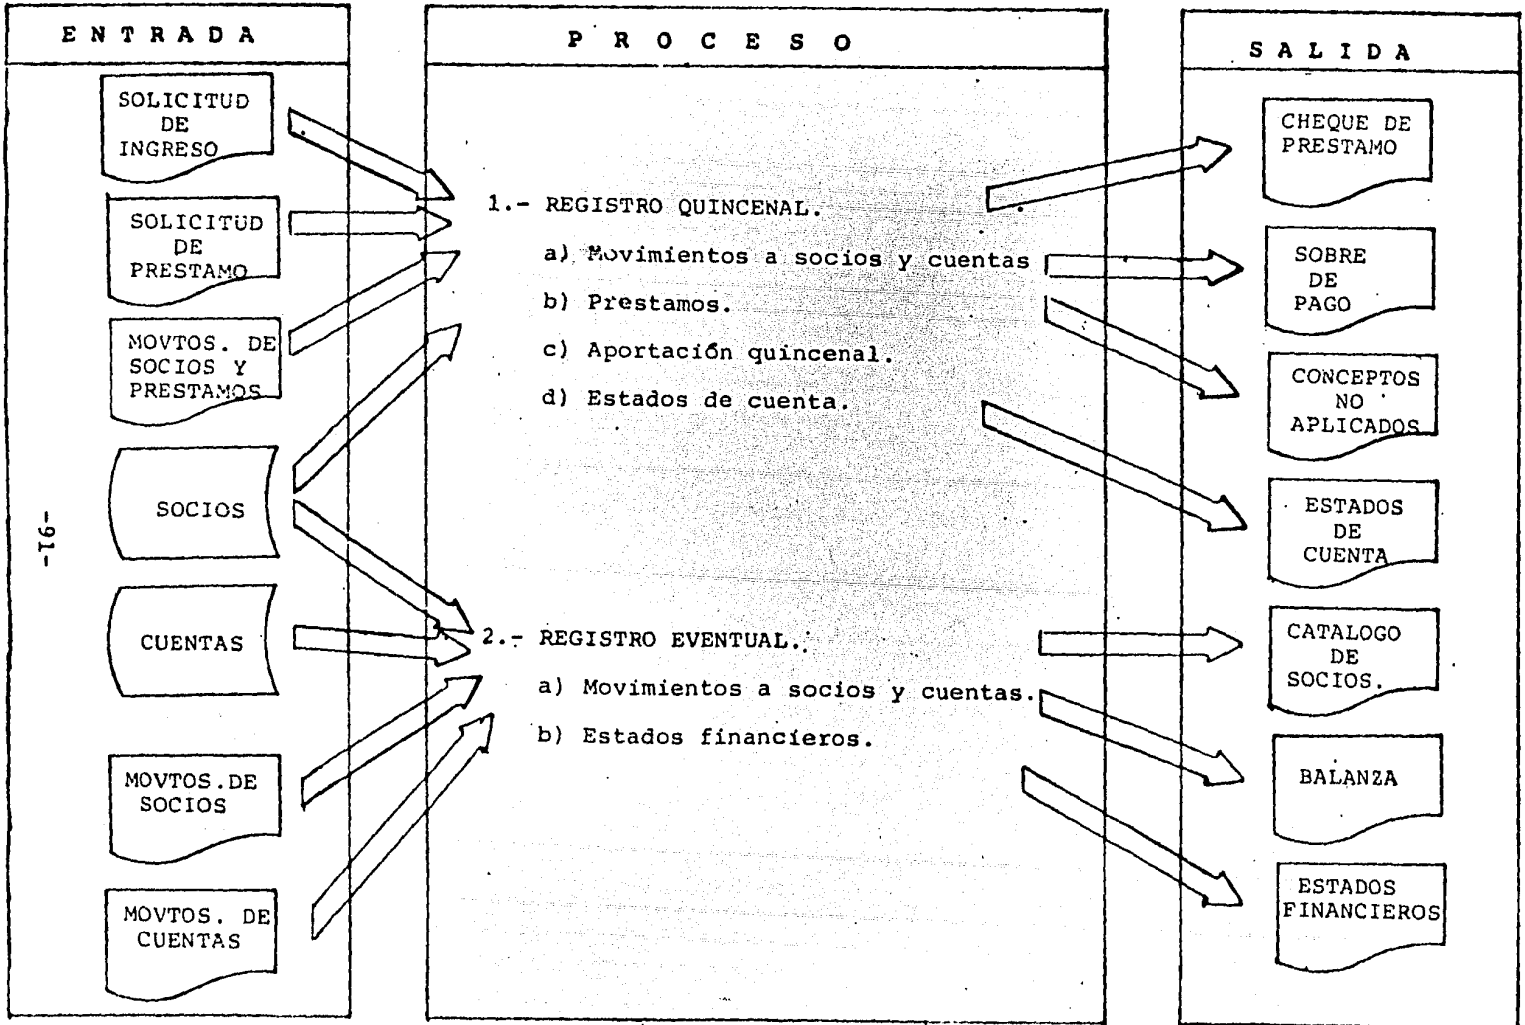 E N T R A D A
SOLICITUD
DE
INGRESO
SOLICITUD
DE
PRESTAMO
MOVTOS. DE
SOCIOS Y
PRESTAMOS
SOCIOS
CUENTAS
MOVTOS.DE
SOCIOS
MOVTOS. DE
CUENTAS
P R O C E S O
1.- REGISTRO QUINCENAL.
a) Movimientos a socios y cuentas
b) Prestamos.
c) Aportación quincenal.
d) Estados de cuenta.
2.- REGISTRO EVENTUAL.
a) Movimientos a socios y cuentas.
b) Estados financieros.
S A L I D A
CHEQUE DE
PRESTAMO
SOBRE
DE
PAGO
CONCEPTOS
NO
APLICADOS
ESTADOS
DE
CUENTA
CATALOGO
DE
SOCIOS.
BALANZA
ESTADOS
FINANCIEROS
-91-